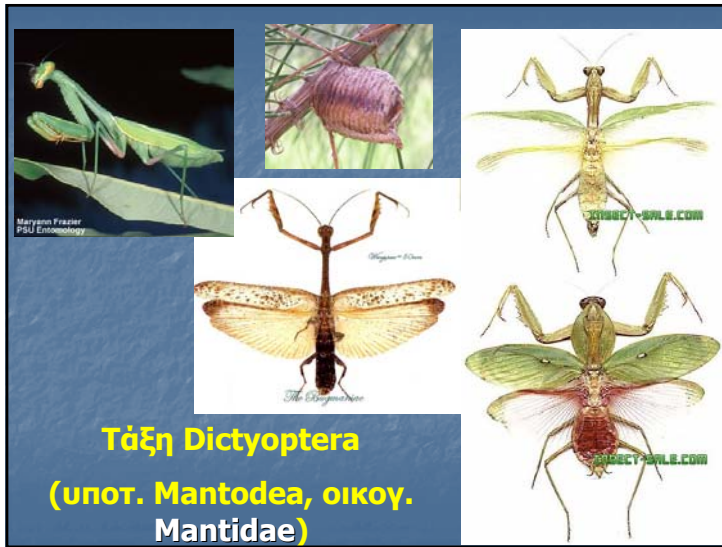 Maryann Frazier
PSU Entomology
INSECT-SALE.COM
The Bugmaniac
INSECT-SALE.COM
Τάξη Dictyoptera
(υποτ. Mantodea, οικογ.
Mantidae)